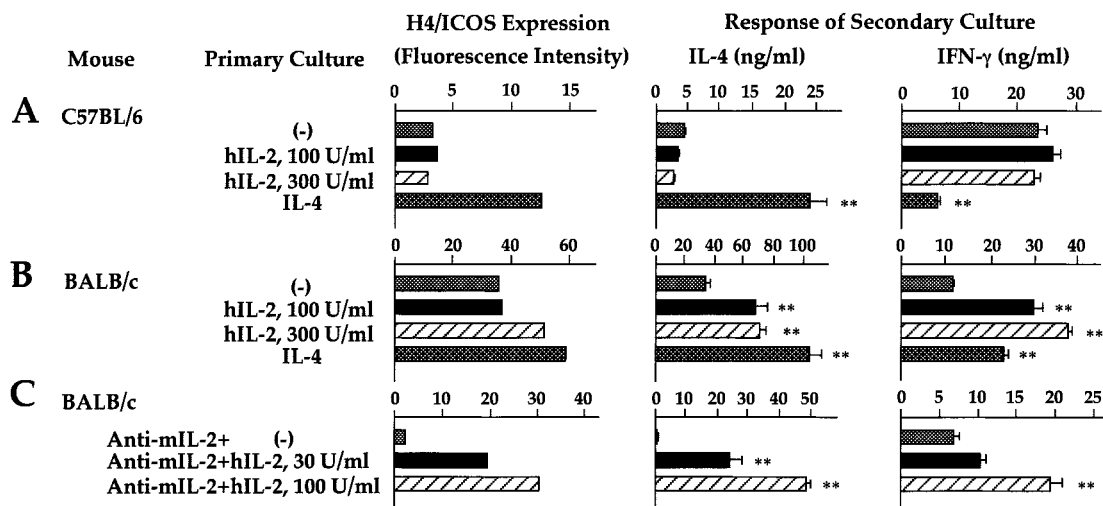 H4/ICOS Expression Response of Secondary Culture
Mouse Primary Culture (Fluorescence Intensity) IL-4 (ng/ml) IFN-γ (ng/ml)
0 5 10 15 0 5 10 15 20 25 0 10 20 30
A C57BL/6
(-)
hIL-2, 100 U/ml
hIL-2, 300 U/ml
IL-4 ** **
0 20 40 60 0 20 40 60 80 100 0 10 20 30 40
B BALB/c
(-)
hIL-2, 100 U/ml ** **
hIL-2, 300 U/ml ** **
IL-4 ** **
0 10 20 30 40 0 10 20 30 40 50 0 5 10 15 20 25
C BALB/c
Anti-mIL-2+ (-)
Anti-mIL-2+hIL-2, 30 U/ml **
Anti-mIL-2+hIL-2, 100 U/ml ** **